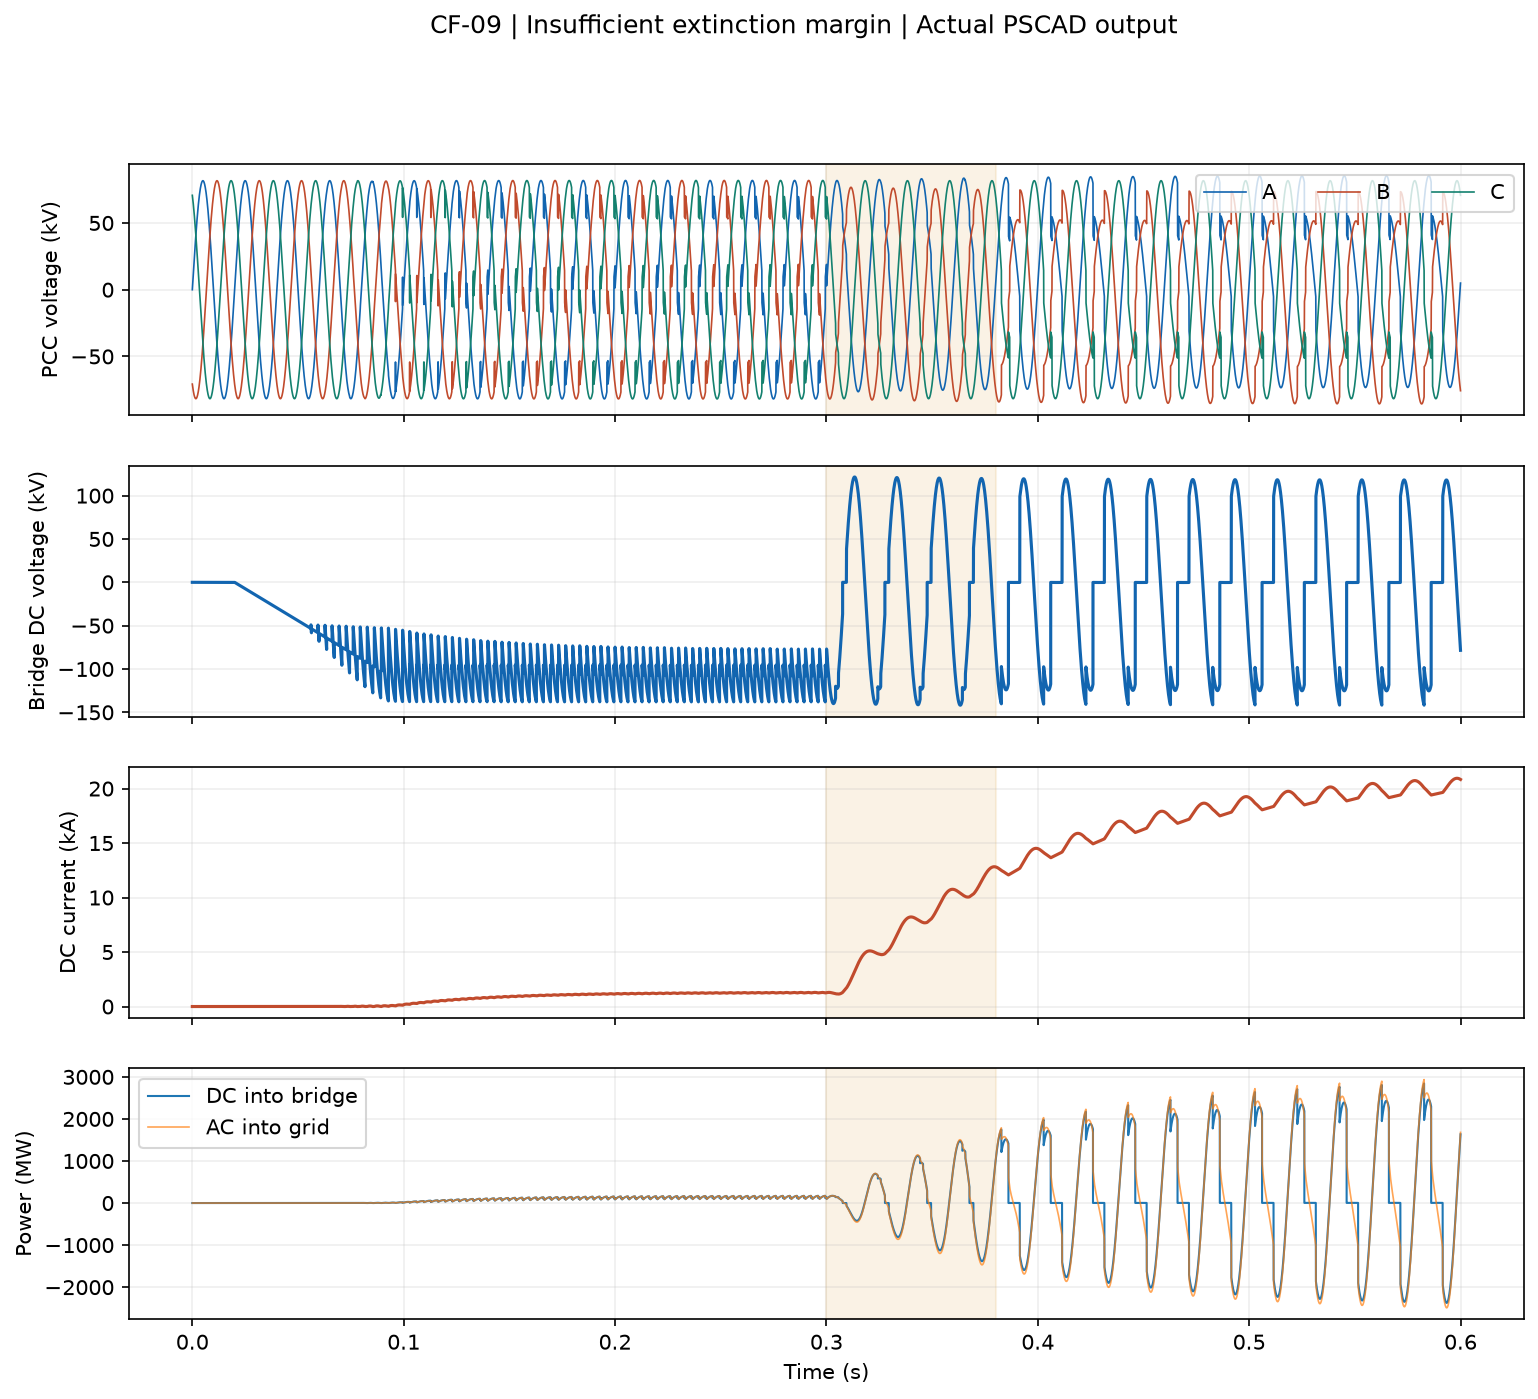 CF-09 | Insufficient extinction margin | Actual PSCAD output
PCC voltage (kV)
50
0
−50
A B C
Bridge DC voltage (kV)
100
50
0
−50
−100
−150
DC current (kA)
20
15
10
5
0
Power (MW)
3000
2000
1000
0
−1000
−2000
DC into bridge
AC into grid
0.0 0.1 0.2 0.3 0.4 0.5 0.6
Time (s)